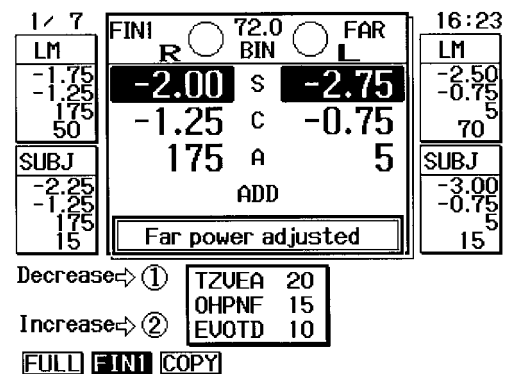 1/ 7
16:23
FIN1
72.0
FAR
R
BIN
L
LM
-1.75
-1.25
175
50
-2.00 S -2.75
-1.25 C -0.75
175 A 5
ADD
LM
-2.50
-0.75
5
70
SUBJ
-2.25
-1.25
175
15
Far power adjusted
SUBJ
-3.00
-0.75
5
15
Decrease⇨ ①
Increase⇨ ②
TZVEA 20
OHPNF 15
EVOTD 10
FULL FIN1 COPY